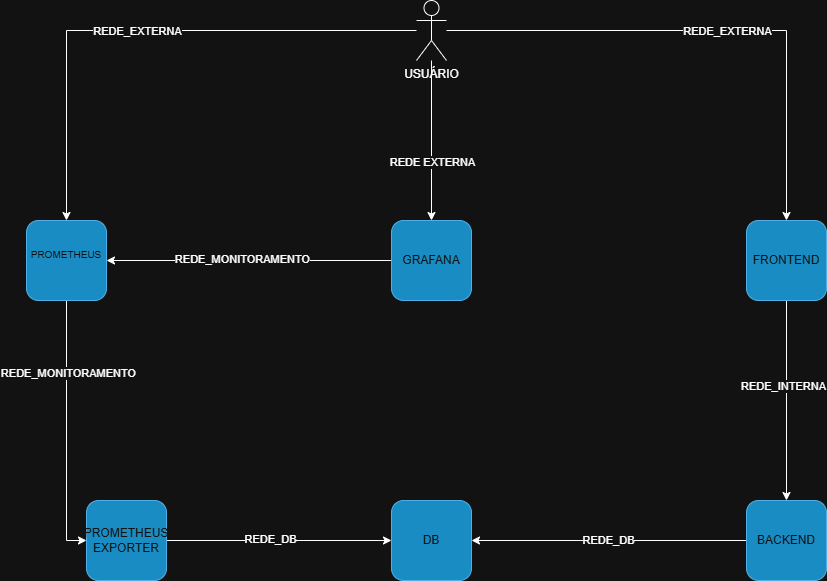 REDE_EXTERNA
REDE_EXTERNA
USUÁRIO
REDE EXTERNA
PROMETHEUS
REDE_MONITORAMENTO
GRAFANA
FRONTEND
REDE_MONITORAMENTO
REDE_INTERNA
PROMETHEUS
EXPORTER
REDE_DB
DB
REDE_DB
BACKEND